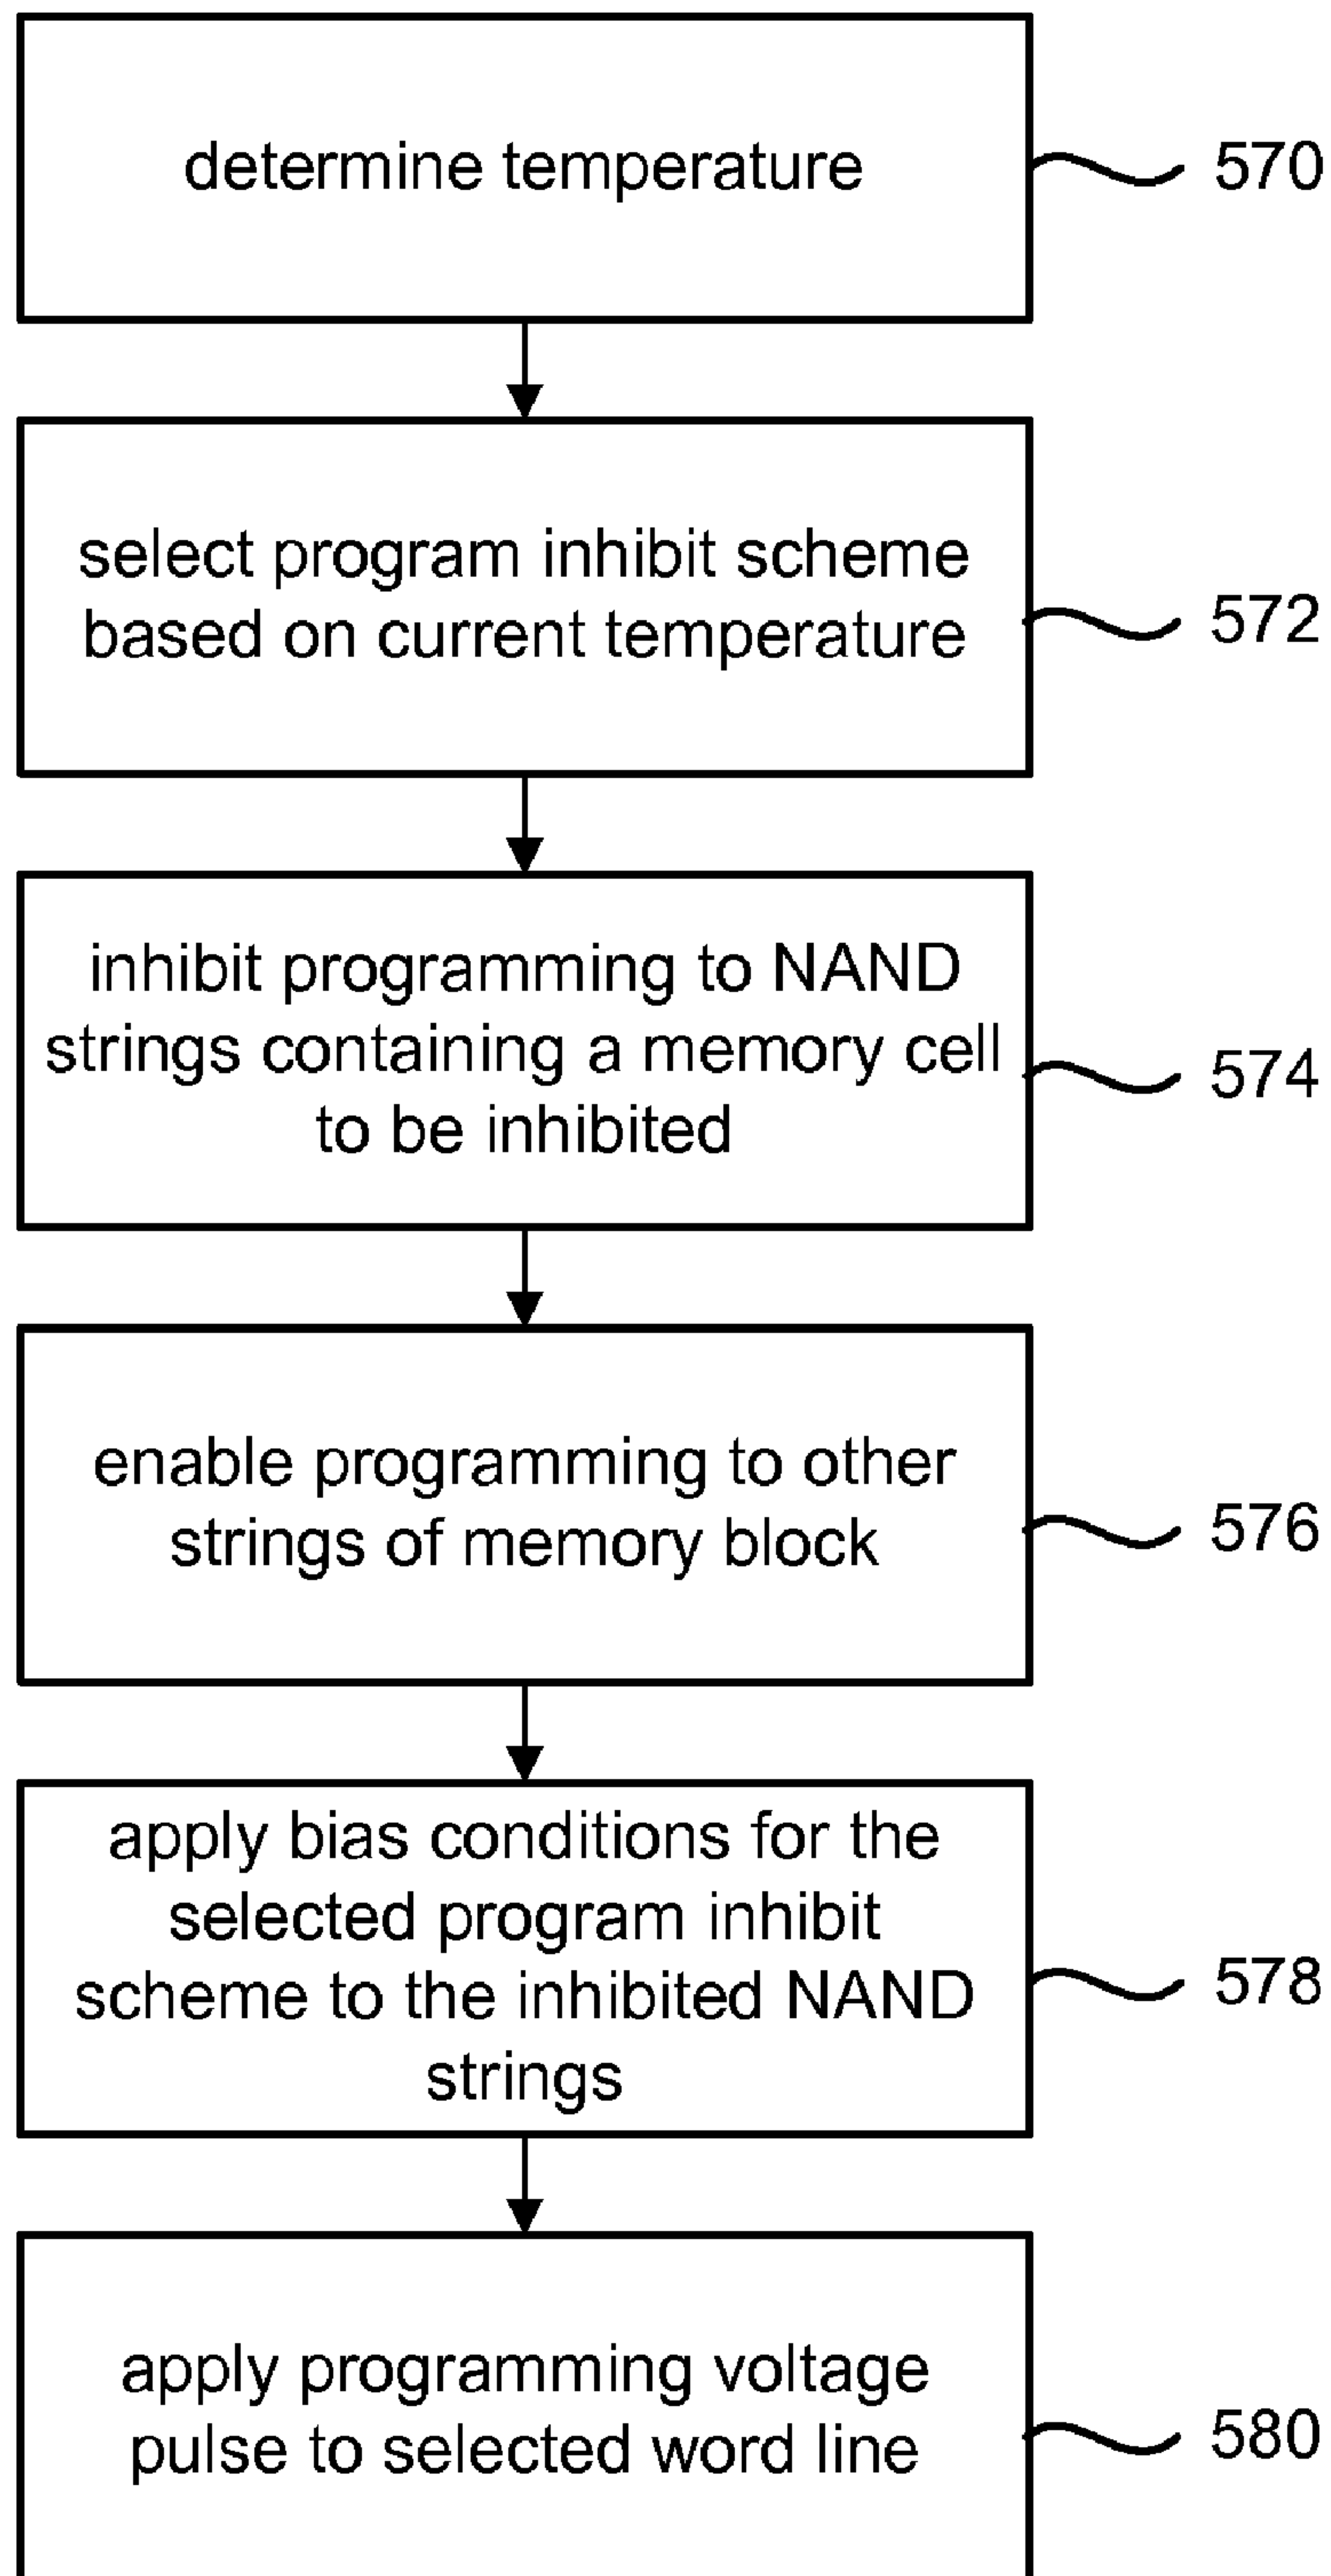 determine temperature
570
select program inhibit scheme
based on current temperature
572
inhibit programming to NAND
strings containing a memory cell
to be inhibited
574
enable programming to other
strings of memory block
576
apply bias conditions for the
selected program inhibit
scheme to the inhibited NAND
strings
578
apply programming voltage
pulse to selected word line
580